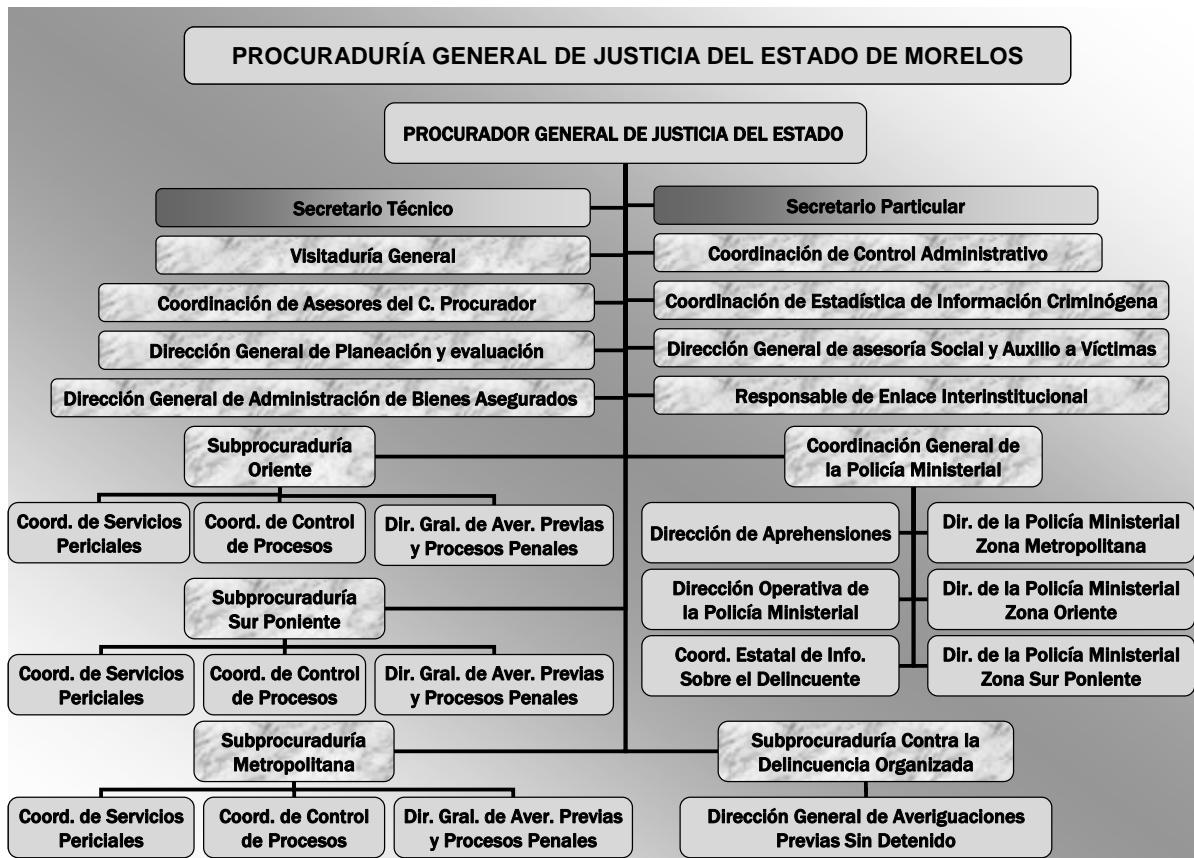 PROCURADURÍA GENERAL DE JUSTICIA DEL ESTADO DE MORELOS
PROCURADOR GENERAL DE JUSTICIA DEL ESTADO
Secretario Técnico
Secretario Particular
Visitaduría General
Coordinación de Control Administrativo
Coordinación de Asesores del C. Procurador
Coordinación de Estadística de Información Criminógena
Dirección General de Planeación y evaluación
Dirección General de asesoría Social y Auxilio a Víctimas
Dirección General de Administración de Bienes Asegurados
Responsable de Enlace Interinstitucional
Subprocuraduría
Oriente
Coord. de Servicios
Periciales
Coord. de Control
de Procesos
Dir. Gral. de Aver. Previas
y Procesos Penales
Coordinación General de
la Policía Ministerial
Dirección de Aprehensiones
Dir. de la Policía Ministerial
Zona Metropolitana
Dirección Operativa de
la Policía Ministerial
Dir. de la Policía Ministerial
Zona Oriente
Coord. Estatal de Info.
Sobre el Delincuente
Dir. de la Policía Ministerial
Zona Sur Poniente
Subprocuraduría
Sur Poniente
Coord. de Servicios
Periciales
Coord. de Control
de Procesos
Dir. Gral. de Aver. Previas
y Procesos Penales
Subprocuraduría
Metropolitana
Coord. de Servicios
Periciales
Coord. de Control
de Procesos
Dir. Gral. de Aver. Previas
y Procesos Penales
Subprocuraduría Contra la
Delincuencia Organizada
Dirección General de Averiguaciones
Previas Sin Detenido